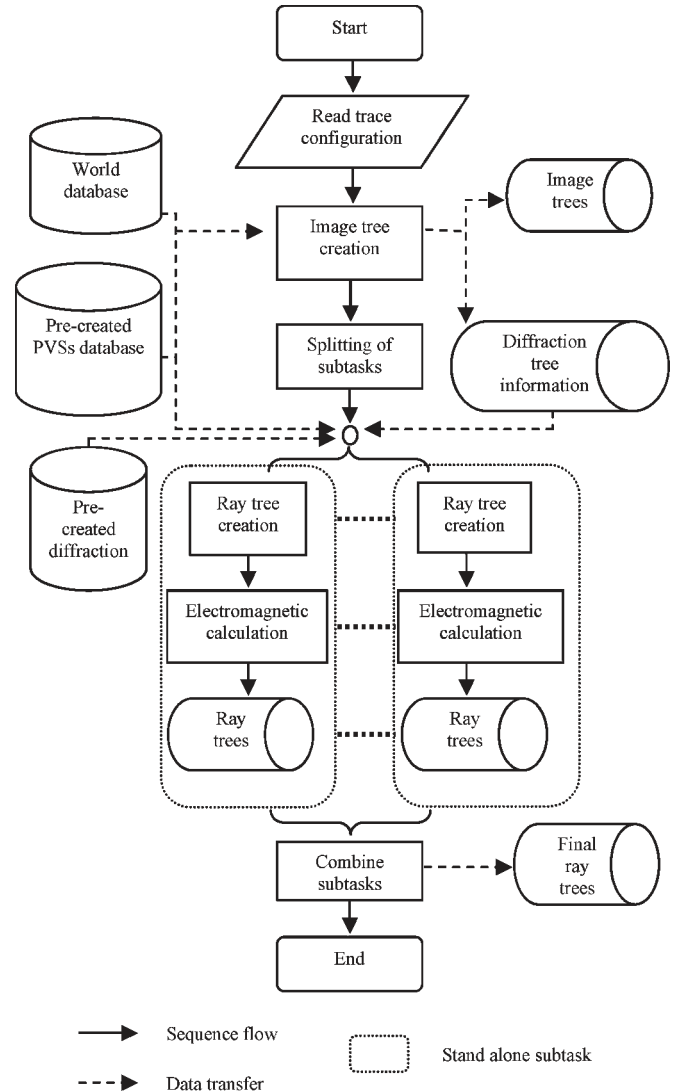 Start
Read trace
configuration
World
database
Image tree
creation
Image
trees
Pre-created
PVSs database
Splitting of
subtasks
Diffraction
tree
information
Pre-
created
diffraction
Ray tree
creation
Ray tree
creation
Electromagnetic
calculation
Electromagnetic
calculation
Ray
trees
Ray
trees
Combine
subtasks
Final
ray
trees
End
Sequence flow
Stand alone subtask
Data transfer